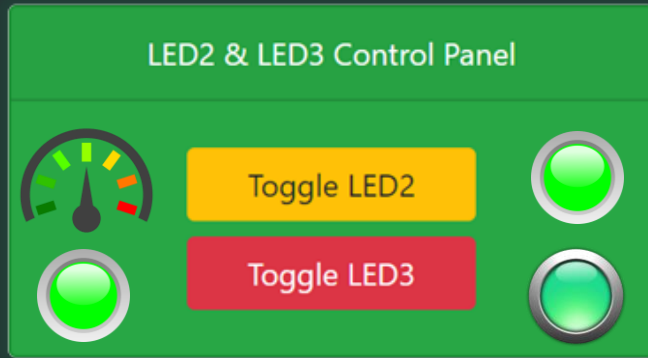 LED2 & LED3 Control Panel
Toggle LED2
Toggle LED3